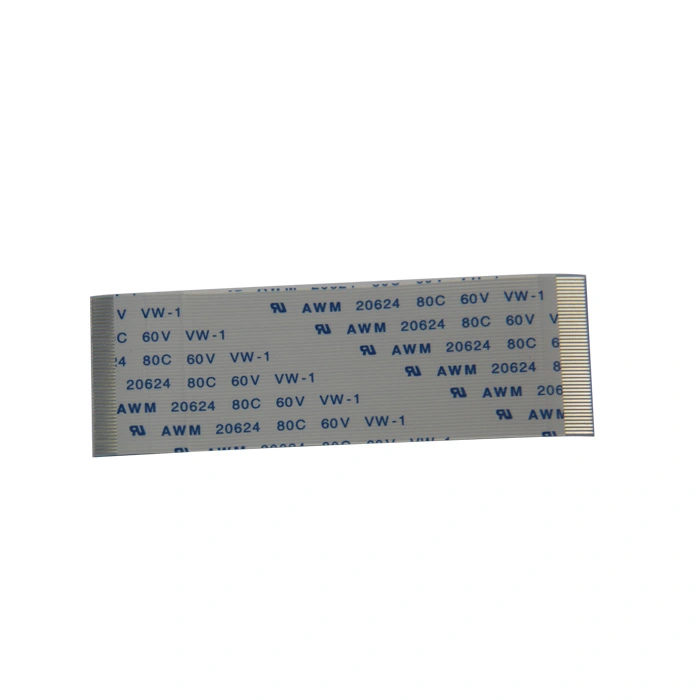 V VW-1 AWM 20624 80C 60V VW-1
C 60V VW-1 AWM 20624 80C 60V V
4 80C 60V VW-1 AWM 20624 80C 6
20624 80C 60V VW-1 AWM 20624 8
AWM 20624 80C 60V VW-1 AWM 206
AWM 20624 80C 60V VW-1 AWM